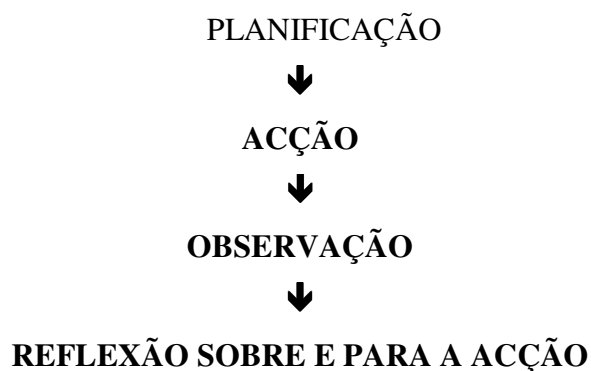 PLANIFICAÇÃO
ACÇÃO
OBSERVAÇÃO
REFLEXÃO SOBRE E PARA A ACÇÃO